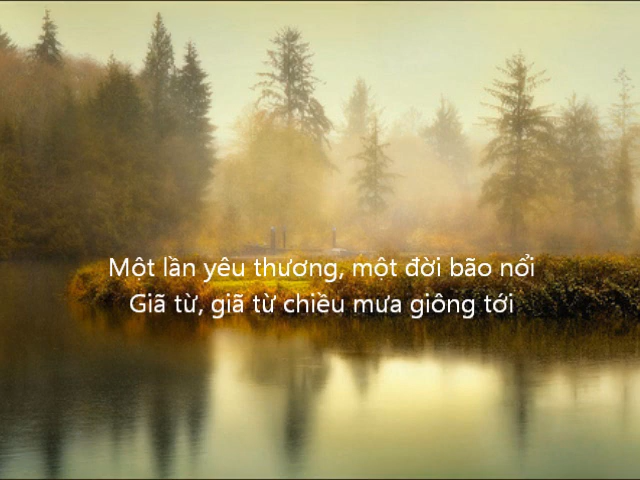 Một lần yêu thương, một đời bão nổi
Giã từ, giã từ chiều mưa giông tới